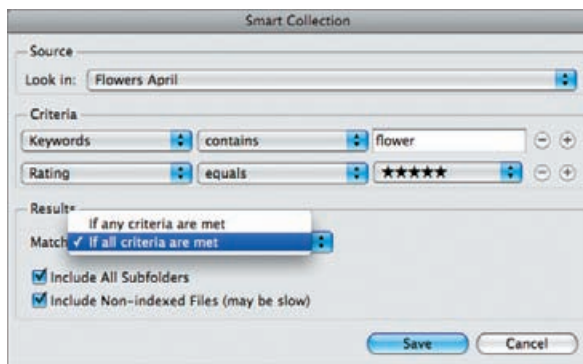 Smart Collection
Source
Look in: Flowers April
Criteria
Keywords contains flower
Rating equals ★★★★★
Results
If any criteria are met
Match ✓ If all criteria are met
Include All Subfolders
Include Non-indexed Files (may be slow)
Save Cancel